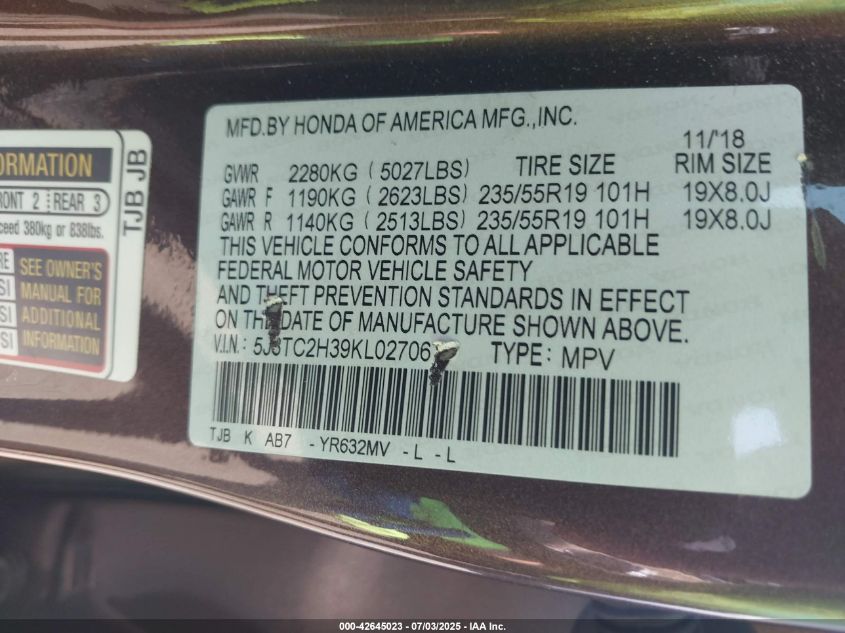 ORMATION
RONT 2 REAR 3
ceed 380kg or 838lbs.
SEE OWNER'S
MANUAL FOR
ADDITIONAL
INFORMATION
TJB JB
MFD.BY HONDA OF AMERICA MFG.,INC.
11/'18
GVWR 2280KG (5027LBS) TIRE SIZE RIM SIZE
GAWR F 1190KG (2623LBS) 235/55R19 101H 19X8.0J
GAWR R 1140KG (2513LBS) 235/55R19 101H 19X8.0J
THIS VEHICLE CONFORMS TO ALL APPLICABLE
FEDERAL MOTOR VEHICLE SAFETY
AND THEFT PREVENTION STANDARDS IN EFFECT
ON THE DATE OF MANUFACTURE SHOWN ABOVE.
V.I.N.: TYPE: MPV
TJB K AB7 -YR632MV -L -L
000-42645023 - 07/03/2025 - IAA Inc.